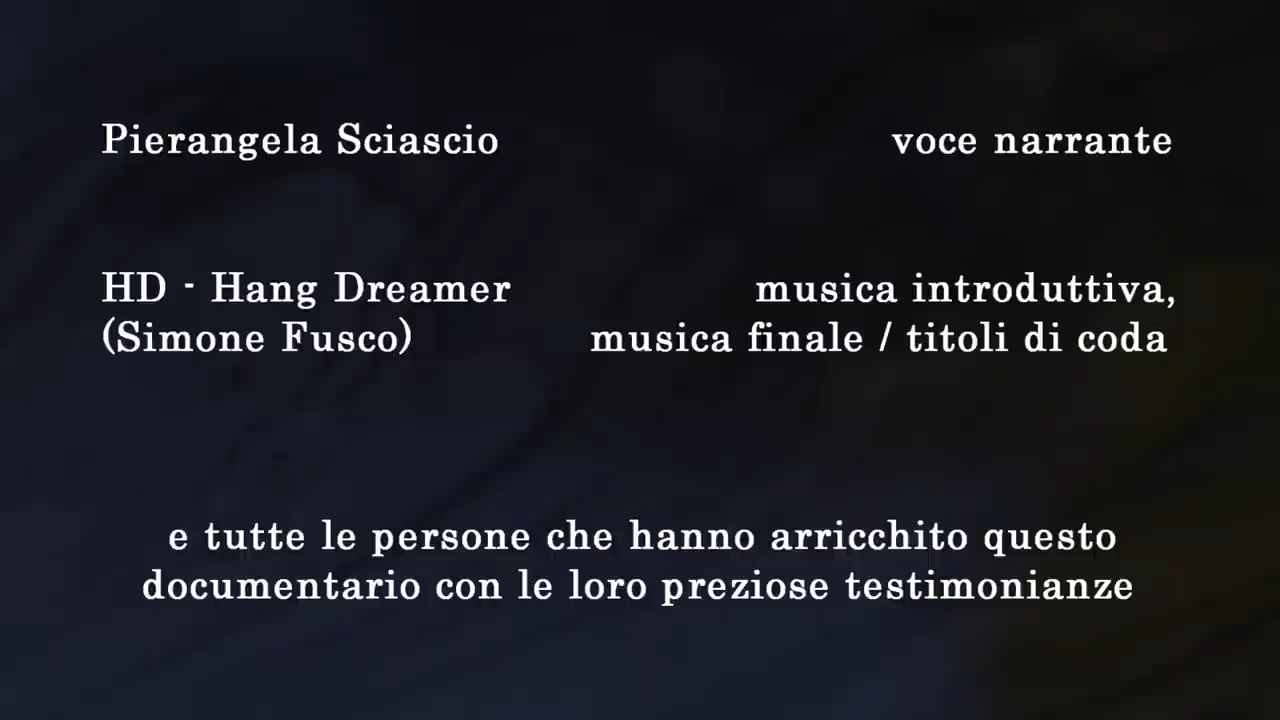 Pierangela Sciascio voce narrante
HD - Hang Dreamer musica introduttiva,
(Simone Fusco) musica finale / titoli di coda
e tutte le persone che hanno arricchito questo
documentario con le loro preziose testimonianze